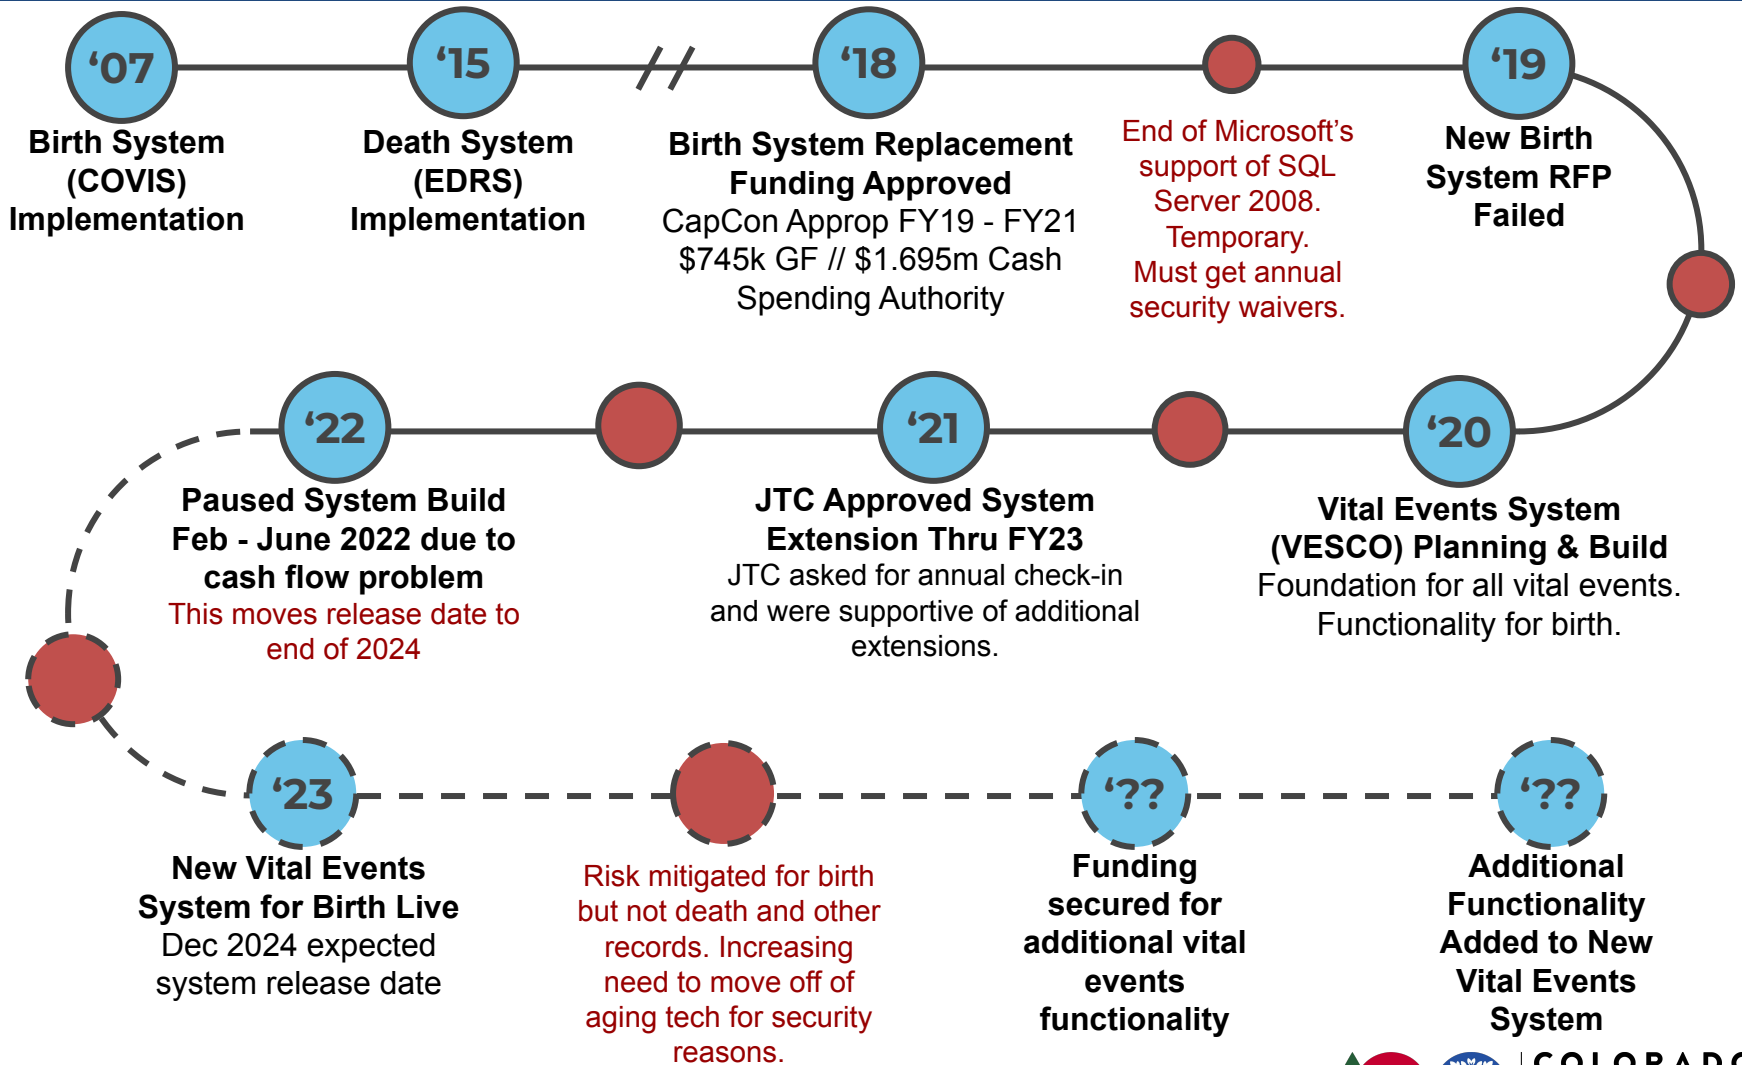 ‘07
Birth System
(COVIS)
Implementation
‘15
Death System
(EDRS)
Implementation
‘18
Birth System Replacement
Funding Approved
CapCon Approp FY19 - FY21
$745k GF // $1.695m Cash
Spending Authority
End of Microsoft’s
support of SQL
Server 2008.
Temporary.
Must get annual
security waivers.
‘19
New Birth
System RFP
Failed
‘20
Vital Events System
(VESCO) Planning & Build
Foundation for all vital events.
Functionality for birth.
‘21
JTC Approved System
Extension Thru FY23
JTC asked for annual check-in
and were supportive of additional
extensions.
‘22
Paused System Build
Feb - June 2022 due to
cash flow problem
This moves release date to
end of 2024
‘23
New Vital Events
System for Birth Live
Dec 2024 expected
system release date
Risk mitigated for birth
but not death and other
records. Increasing
need to move off of
aging tech for security
reasons.
‘??
Funding
secured for
additional vital
events
functionality
‘??
Additional
Functionality
Added to New
Vital Events
System
COLORADO